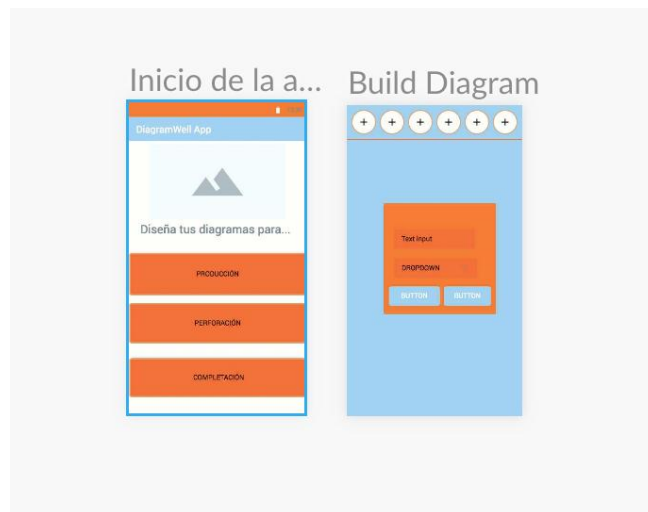 Inicio de la a...
DiagramWell App
Diseña tus diagramas para...
PRODUCCIÓN
PERFORACIÓN
COMPLETACIÓN
Build Diagram
+ + + + + +
Text input
DROPDOWN
BUTTON BUTTON